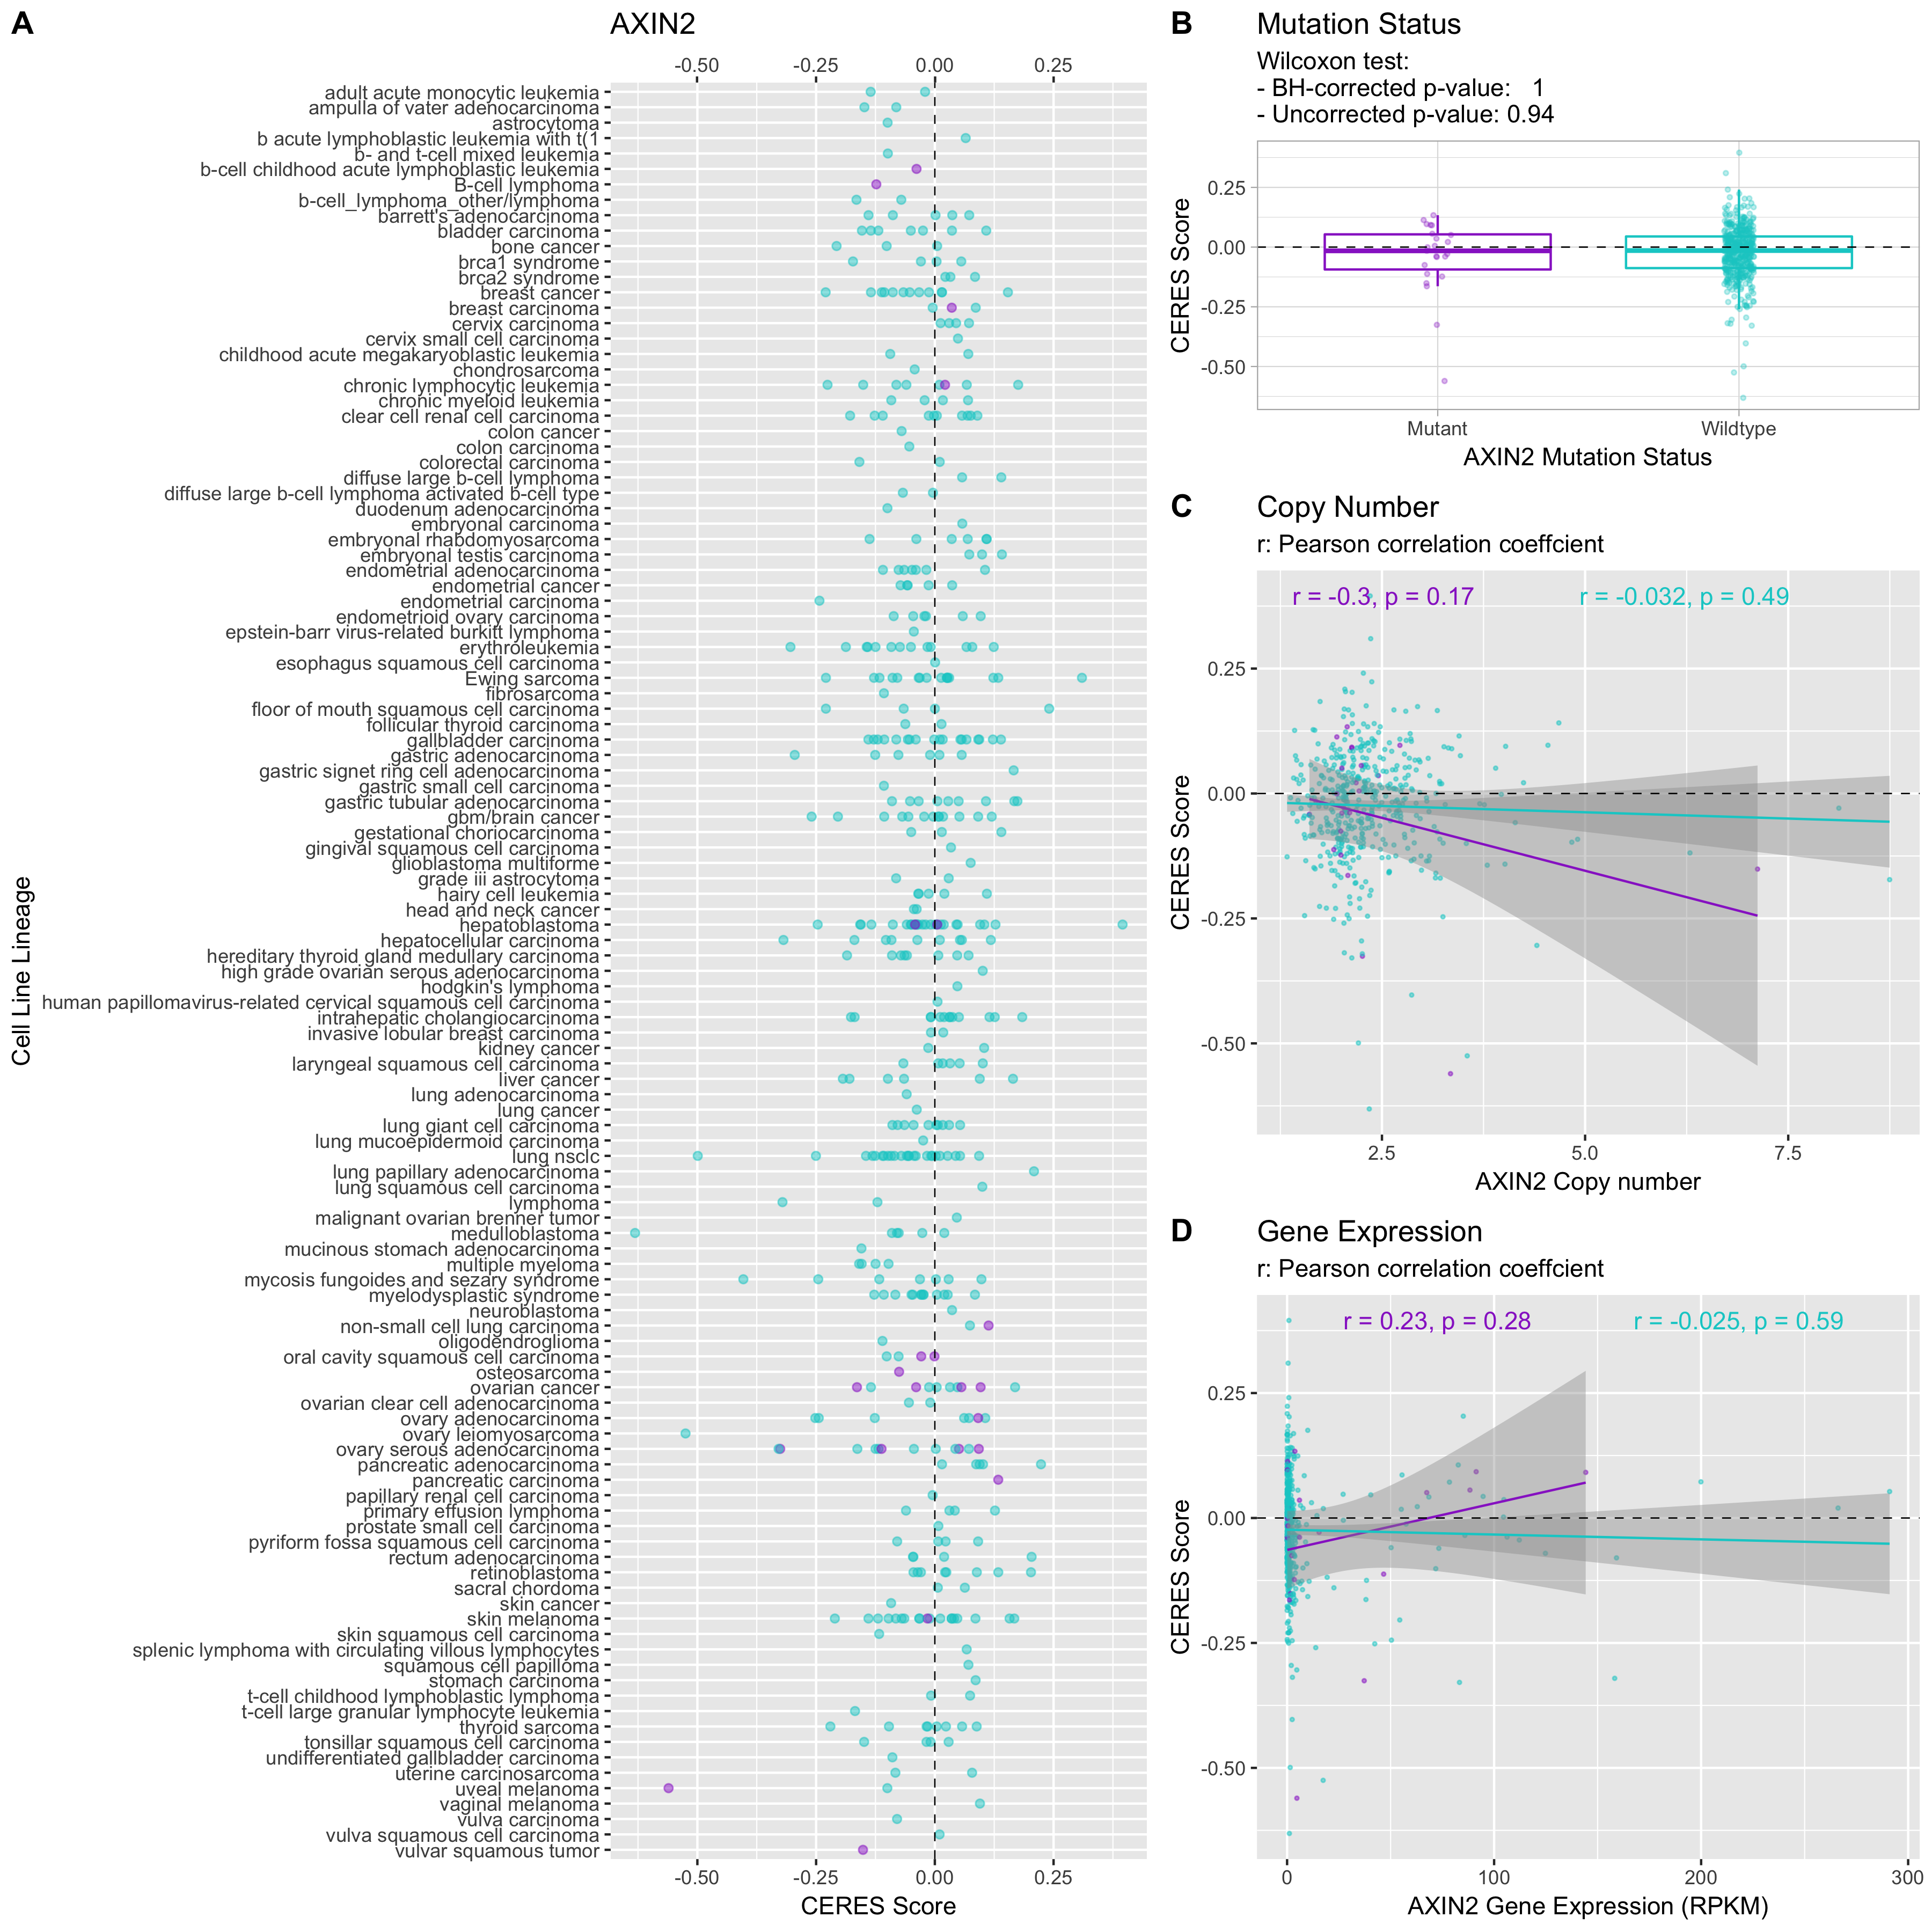 A
AXIN2
-0.50 -0.25 0.00 0.25
adult acute monocytic leukemia
ampulla of vater adenocarcinoma
astrocytoma
b acute lymphoblastic leukemia with t(1
b- and t-cell mixed leukemia
b-cell childhood acute lymphoblastic leukemia
B-cell lymphoma
b-cell_lymphoma_other/lymphoma
barrett's adenocarcinoma
bladder carcinoma
bone cancer
brca1 syndrome
brca2 syndrome
breast cancer
breast carcinoma
cervix carcinoma
cervix small cell carcinoma
childhood acute megakaryoblastic leukemia
chondrosarcoma
chronic lymphocytic leukemia
chronic myeloid leukemia
clear cell renal cell carcinoma
colon cancer
colon carcinoma
colorectal carcinoma
diffuse large b-cell lymphoma
diffuse large b-cell lymphoma activated b-cell type
duodenum adenocarcinoma
embryonal carcinoma
embryonal rhabdomyosarcoma
embryonal testis carcinoma
endometrial adenocarcinoma
endometrial cancer
endometrial carcinoma
endometrioid ovary carcinoma
epstein-barr virus-related burkitt lymphoma
erythroleukemia
esophagus squamous cell carcinoma
Ewing sarcoma
fibrosarcoma
floor of mouth squamous cell carcinoma
follicular thyroid carcinoma
gallbladder carcinoma
gastric adenocarcinoma
gastric signet ring cell adenocarcinoma
gastric small cell carcinoma
gastric tubular adenocarcinoma
gbm/brain cancer
gestational choriocarcinoma
gingival squamous cell carcinoma
glioblastoma multiforme
grade iii astrocytoma
hairy cell leukemia
head and neck cancer
hepatoblastoma
hepatocellular carcinoma
hereditary thyroid gland medullary carcinoma
high grade ovarian serous adenocarcinoma
hodgkin's lymphoma
human papillomavirus-related cervical squamous cell carcinoma
intrahepatic cholangiocarcinoma
invasive lobular breast carcinoma
kidney cancer
laryngeal squamous cell carcinoma
liver cancer
lung adenocarcinoma
lung cancer
lung giant cell carcinoma
lung mucoepidermoid carcinoma
lung nsclc
lung papillary adenocarcinoma
lung squamous cell carcinoma
lymphoma
malignant ovarian brenner tumor
medulloblastoma
mucinous stomach adenocarcinoma
multiple myeloma
mycosis fungoides and sezary syndrome
myelodysplastic syndrome
neuroblastoma
non-small cell lung carcinoma
oligodendroglioma
oral cavity squamous cell carcinoma
osteosarcoma
ovarian cancer
ovarian clear cell adenocarcinoma
ovary adenocarcinoma
ovary leiomyosarcoma
ovary serous adenocarcinoma
pancreatic adenocarcinoma
pancreatic carcinoma
papillary renal cell carcinoma
primary effusion lymphoma
prostate small cell carcinoma
pyriform fossa squamous cell carcinoma
rectum adenocarcinoma
retinoblastoma
sacral chordoma
skin cancer
skin melanoma
skin squamous cell carcinoma
splenic lymphoma with circulating villous lymphocytes
squamous cell papilloma
stomach carcinoma
t-cell childhood lymphoblastic lymphoma
t-cell large granular lymphocyte leukemia
thyroid sarcoma
tonsillar squamous cell carcinoma
undifferentiated gallbladder carcinoma
uterine carcinosarcoma
uveal melanoma
vaginal melanoma
vulva carcinoma
vulva squamous cell carcinoma
vulvar squamous tumor
-0.50 -0.25 0.00 0.25
CERES Score
Cell Line Lineage
B
Mutation Status
Wilcoxon test:
- BH-corrected p-value: 1
- Uncorrected p-value: 0.94
0.25
0.00
-0.25
-0.50
CERES Score
Mutant Wildtype
AXIN2 Mutation Status
C
Copy Number
r: Pearson correlation coeffcient
r = -0.3, p = 0.17 r = -0.032, p = 0.49
0.25
0.00
-0.25
-0.50
CERES Score
2.5 5.0 7.5
AXIN2 Copy number
D
Gene Expression
r: Pearson correlation coeffcient
r = 0.23, p = 0.28 r = -0.025, p = 0.59
0.25
0.00
-0.25
-0.50
CERES Score
0 100 200 300
AXIN2 Gene Expression (RPKM)